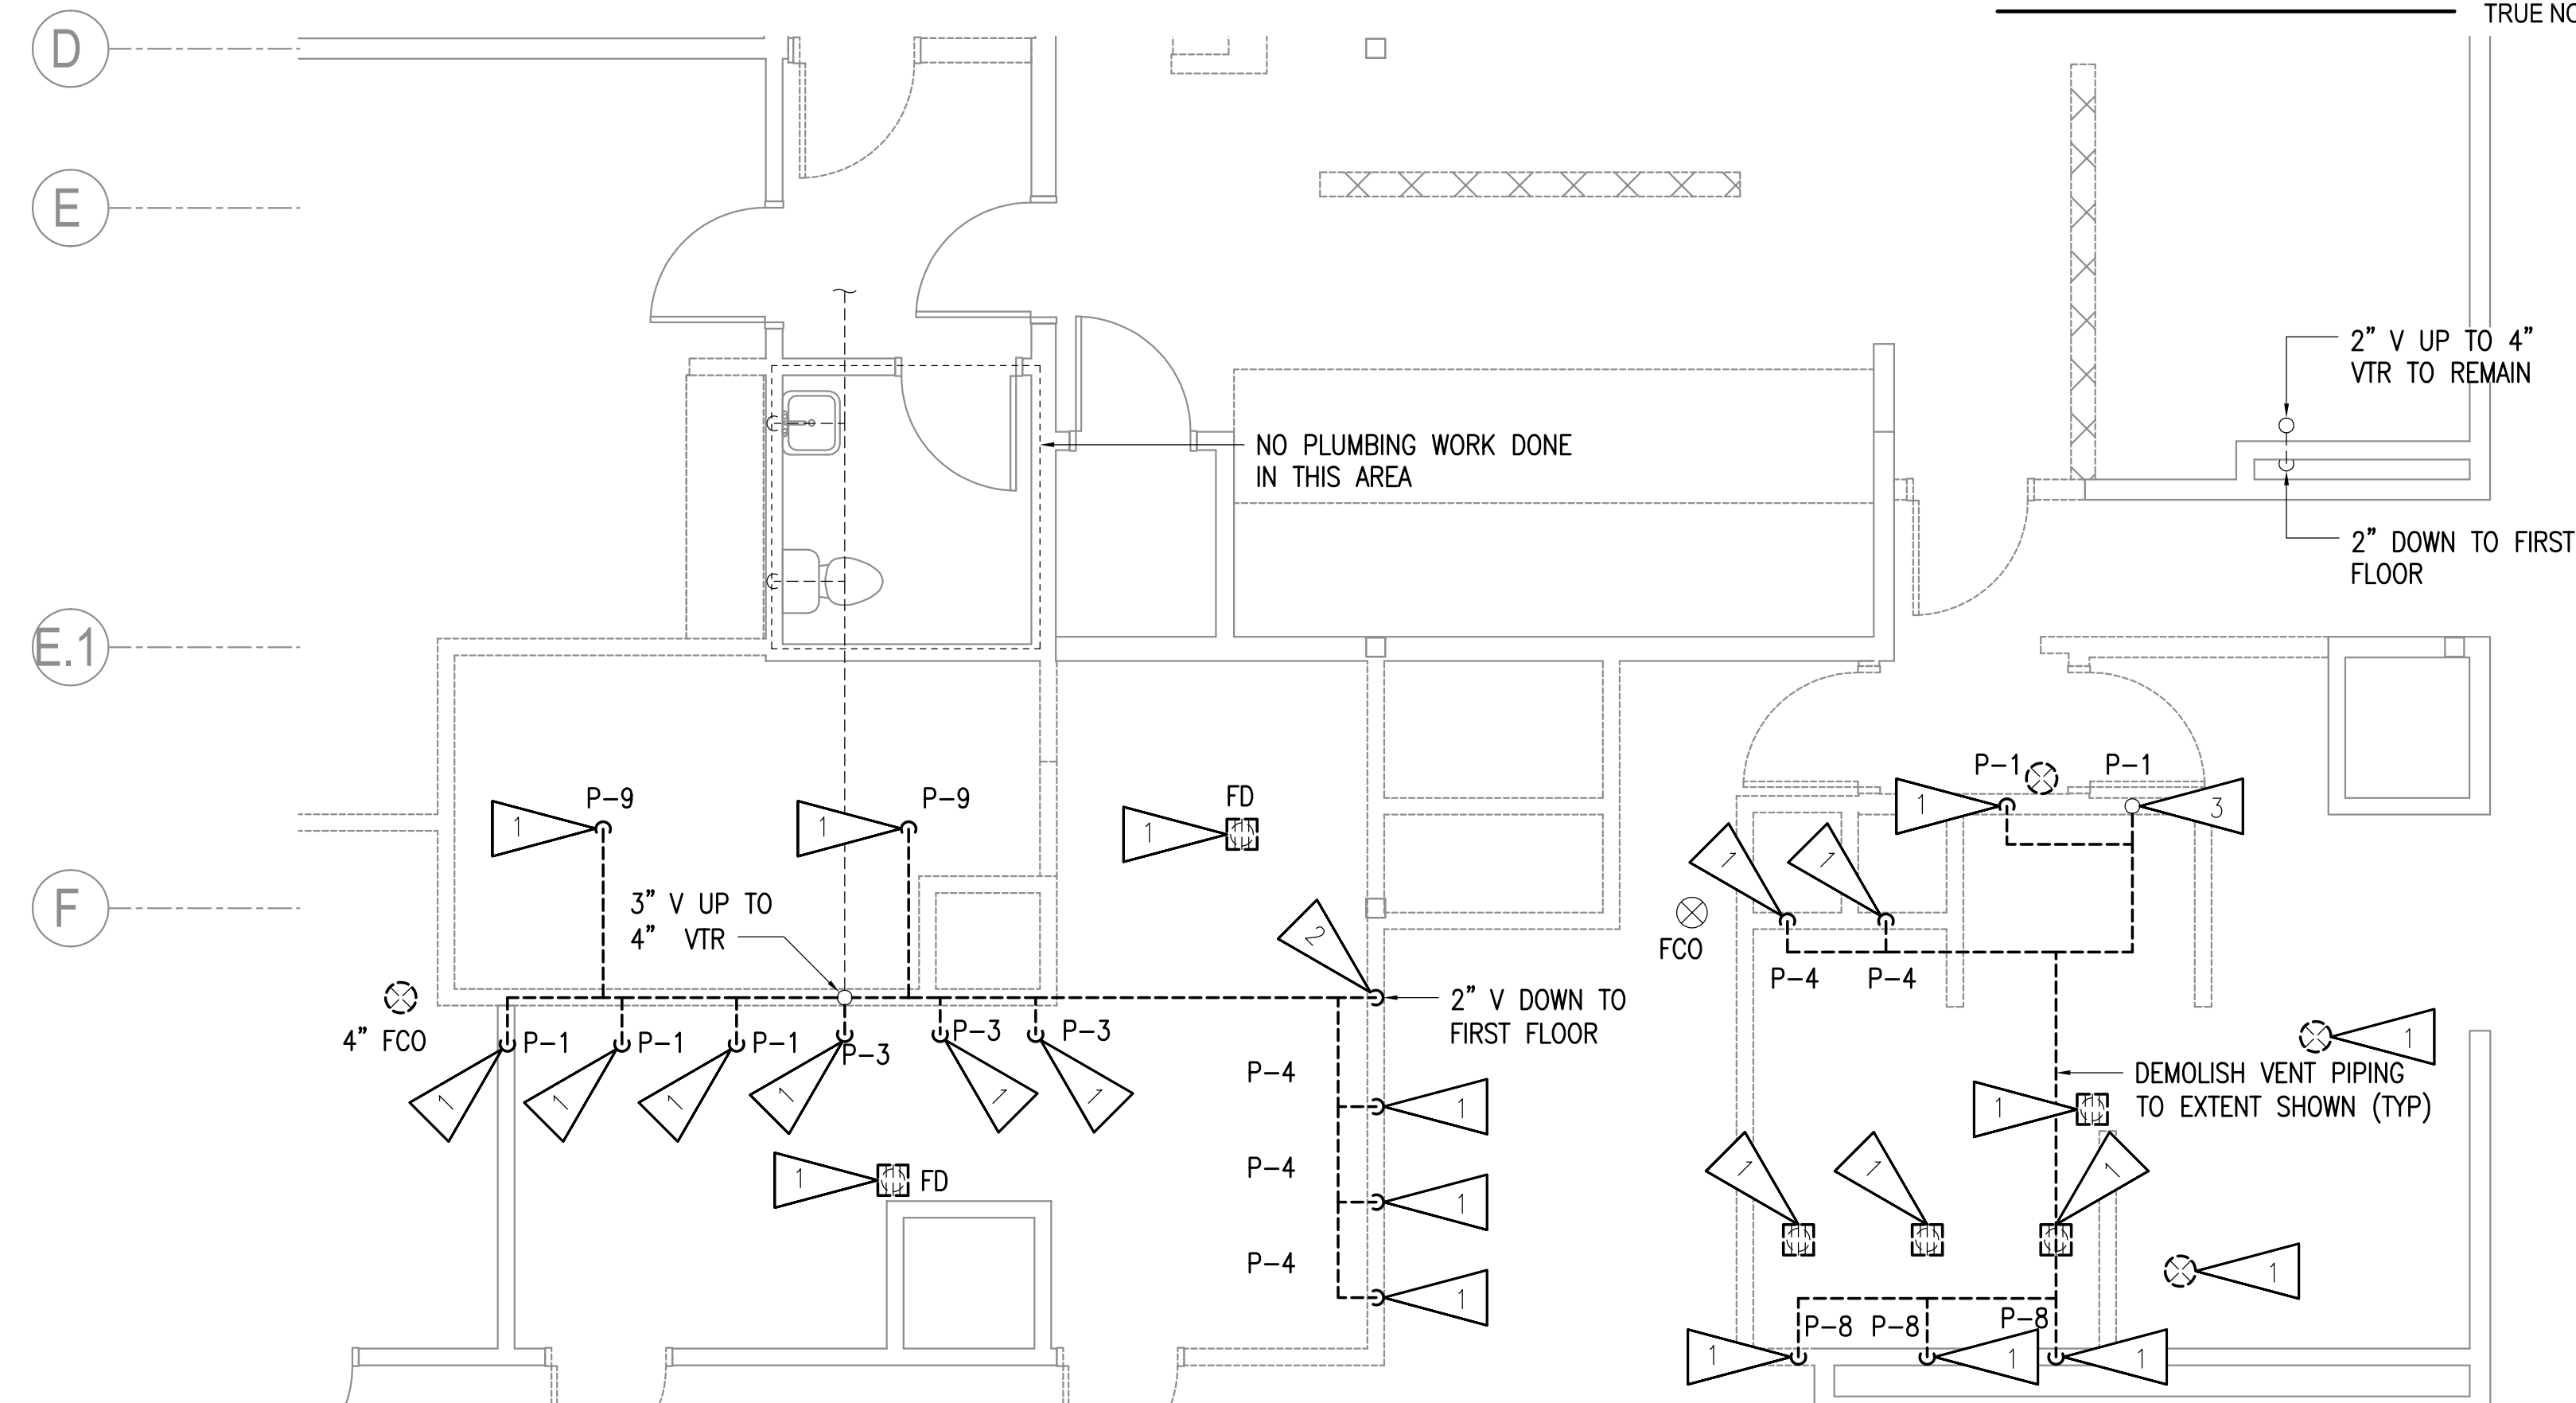 TRUE NO
D
E
2" V UP TO 4"
VTR TO REMAIN
NO PLUMBING WORK DONE
IN THIS AREA
2" DOWN TO FIRST
FLOOR
E.1
P-1
P-1
P-9
P-9
FD
1
1
1
1
3
1
1
3" V UP TO
4" VTR
F
2
FCO
P-4
P-4
4" FCO
2" V DOWN TO
FIRST FLOOR
P-1
P-1
P-1
P-3
P-3
P-3
1
1
1
1
1
1
1
P-4
1
DEMOLISH VENT PIPING
TO EXTENT SHOWN (TYP)
1
1
FD
P-4
1
1
1
1
P-4
1
1
P-8
P-8
P-8
1
1
1